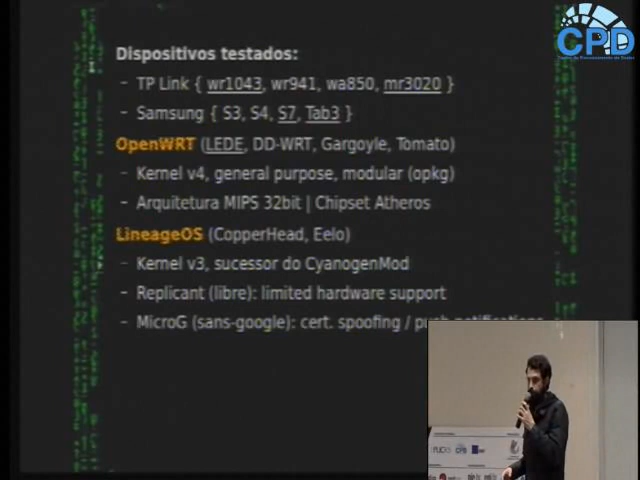 CPD
Dispositivos testados:
- TP Link { wr1043, wr941, wa850, mr3020 }
- Samsung { S3, S4, S7, Tab3 }
OpenWRT (LEDE, DD-WRT, Gargoyle, Tomato)
- Kernel v4, general purpose, modular (opkg)
- Arquitetura MIPS 32bit | Chipset Atheros
LineageOS (CopperHead, Eelo)
- Kernel v3, sucessor do CyanogenMod
- Replicant (libre): limited hardware support
- MicroG (sans-google): cert. spoofing / push notifications